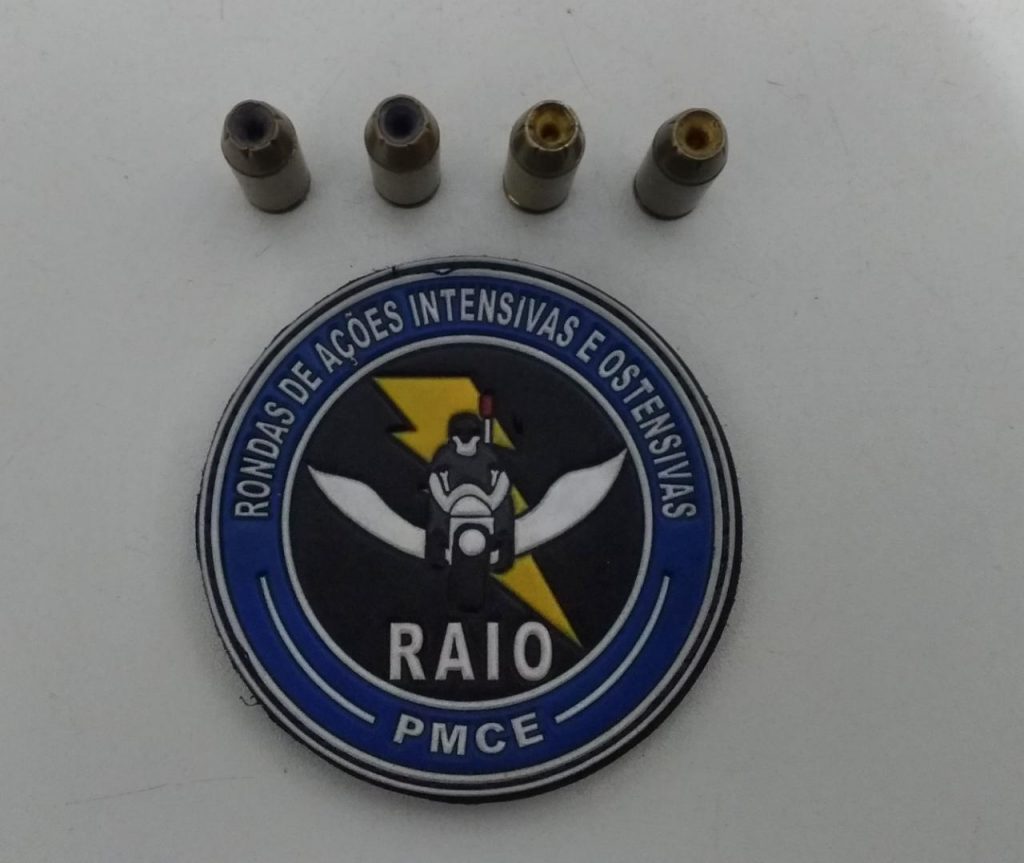 RONDAS DE AÇÕES INTENSIVAS E OSTENSIVAS
RAIO
PMCE